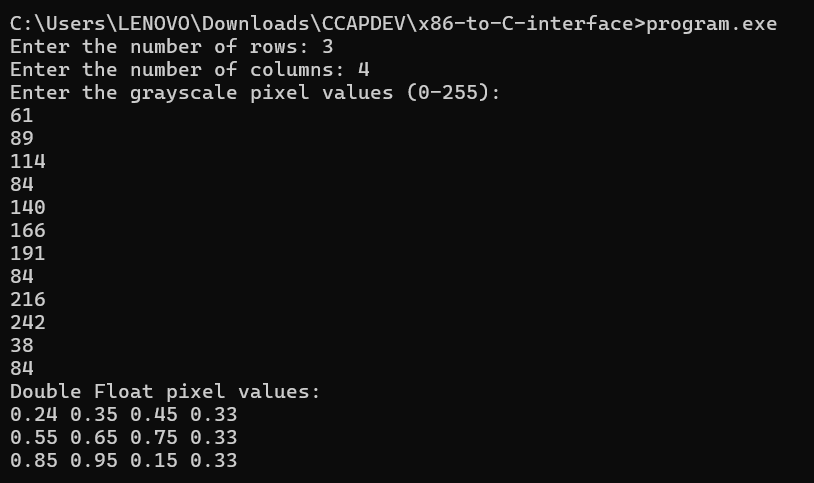 C:\Users\LENOVO\Downloads\CCAPDEV\x86-to-C-interface>program.exe
Enter the number of rows: 3
Enter the number of columns: 4
Enter the grayscale pixel values (0-255):
61
89
114
84
140
166
191
84
216
242
38
84
Double Float pixel values:
0.24 0.35 0.45 0.33
0.55 0.65 0.75 0.33
0.85 0.95 0.15 0.33